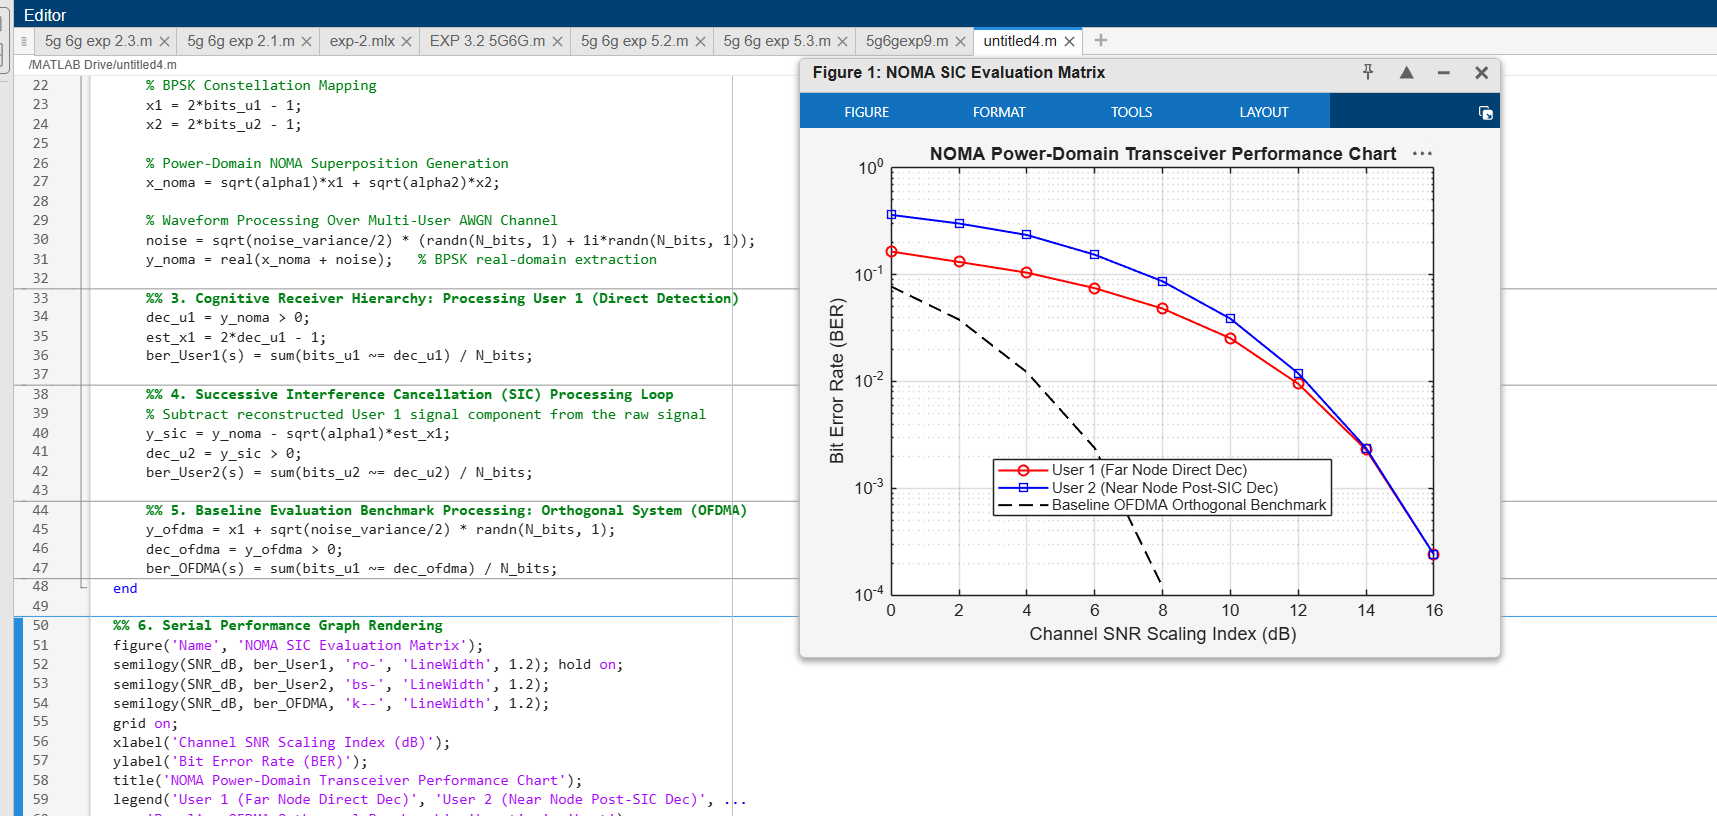 Editor
5g 6g exp 2.3.m
5g 6g exp 2.1.m
exp-2.mlx
EXP 3.2 5G6G.m
5g 6g exp 5.2.m
5g 6g exp 5.3.m
5g6gexp9.m
untitled4.m
/MATLAB Drive/untitled4.m
22 % BPSK Constellation Mapping
23 x1 = 2*bits_u1 - 1;
24 x2 = 2*bits_u2 - 1;
25
26 % Power-Domain NOMA Superposition Generation
27 x_noma = sqrt(alpha1)*x1 + sqrt(alpha2)*x2;
28
29 % Waveform Processing Over Multi-User AWGN Channel
30 noise = sqrt(noise_variance/2) * (randn(N_bits, 1) + 1i*randn(N_bits, 1));
31 y_noma = real(x_noma + noise); % BPSK real-domain extraction
32
33 %% 3. Cognitive Receiver Hierarchy: Processing User 1 (Direct Detection)
34 dec_u1 = y_noma > 0;
35 est_x1 = 2*dec_u1 - 1;
36 ber_User1(s) = sum(bits_u1 ~= dec_u1) / N_bits;
37
38 %% 4. Successive Interference Cancellation (SIC) Processing Loop
39 % Subtract reconstructed User 1 signal component from the raw signal
40 y_sic = y_noma - sqrt(alpha1)*est_x1;
41 dec_u2 = y_sic > 0;
42 ber_User2(s) = sum(bits_u2 ~= dec_u2) / N_bits;
43
44 %% 5. Baseline Evaluation Benchmark Processing: Orthogonal System (OFDMA)
45 y_ofdma = x1 + sqrt(noise_variance/2) * randn(N_bits, 1);
46 dec_ofdma = y_ofdma > 0;
47 ber_OFDMA(s) = sum(bits_u1 ~= dec_ofdma) / N_bits;
48 end
49
50 %% 6. Serial Performance Graph Rendering
51 figure('Name', 'NOMA SIC Evaluation Matrix');
52 semilogy(SNR_dB, ber_User1, 'ro-', 'LineWidth', 1.2); hold on;
53 semilogy(SNR_dB, ber_User2, 'bs-', 'LineWidth', 1.2);
54 semilogy(SNR_dB, ber_OFDMA, 'k--', 'LineWidth', 1.2);
55 grid on;
56 xlabel('Channel SNR Scaling Index (dB)');
57 ylabel('Bit Error Rate (BER)');
58 title('NOMA Power-Domain Transceiver Performance Chart');
59 legend('User 1 (Far Node Direct Dec)', 'User 2 (Near Node Post-SIC Dec)', ...
Figure 1: NOMA SIC Evaluation Matrix
FIGURE FORMAT TOOLS LAYOUT
NOMA Power-Domain Transceiver Performance Chart
10^0
10^-1
10^-2
10^-3
10^-4
Bit Error Rate (BER)
User 1 (Far Node Direct Dec)
User 2 (Near Node Post-SIC Dec)
Baseline OFDMA Orthogonal Benchmark
0 2 4 6 8 10 12 14 16
Channel SNR Scaling Index (dB)